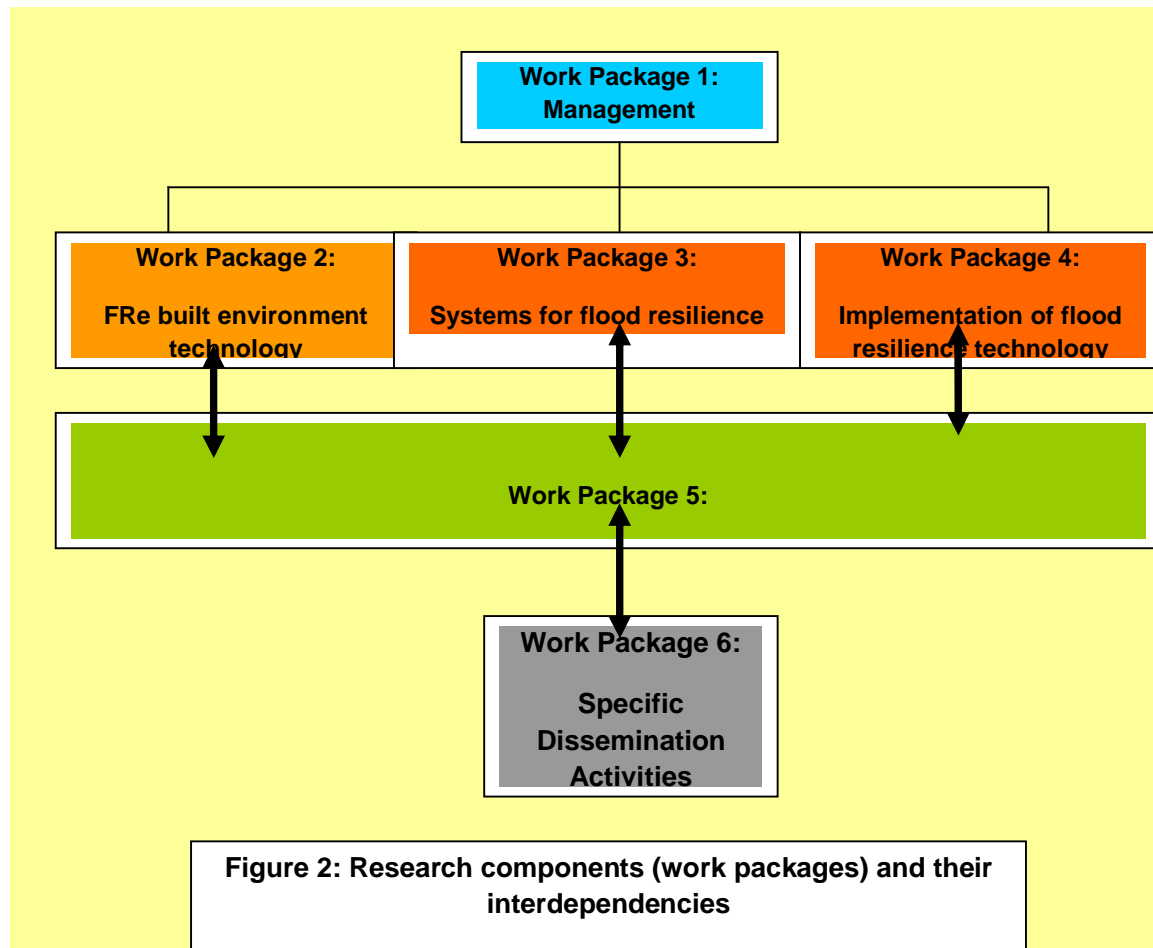 Work Package 1:
Management
Work Package 2:
FRe built environment
technology
Work Package 3:
Systems for flood resilience
Work Package 4:
Implementation of flood
resilience technology
Work Package 5:
Work Package 6:
Specific
Dissemination
Activities
Figure 2: Research components (work packages) and their
interdependencies